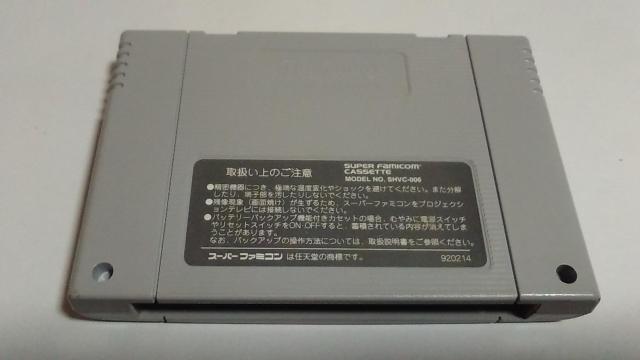 取扱い上のご注意
SUPER FAMICOM
CASSETTE
MODEL NO. SHVC-006
●精密機器につき、極端な温度変化やショックを避けてください。また分解
したり、端子部を汚したりしないでください。
●残像現象(画面焼け)が生ずるため、スーパーファミコンをプロジェクシ
ョンテレビには接続しないでください。
●バッテリーバックアップ機能付きカセットの場合、むやみに電源スイッチ
やリセットスイッチをON・OFFすると、蓄積されている内容が消えてしま
うことがあります。
なお、バックアップの操作方法については、取扱説明書をご参照ください。
スーパーファミコンは任天堂の商標です。
920214